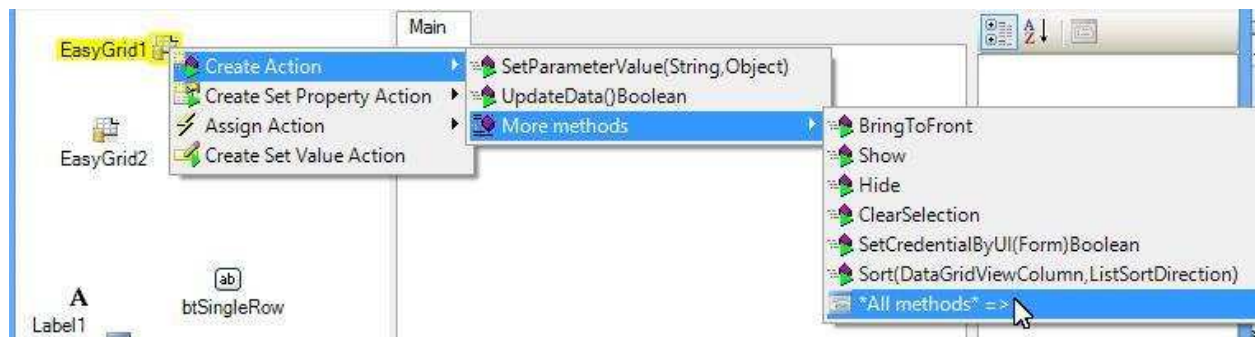 Main
EasyGrid1
Create Action
SetParameterValue(String,Object)
Create Set Property Action
UpdateData()Boolean
Assign Action
More methods
BringToFront
EasyGrid2
Create Set Value Action
Show
Hide
ClearSelection
SetCredentialByUI(Form)Boolean
ab
Sort(DataGridViewColumn,ListSortDirection)
A
btSingleRow
*All methods* =>
Label1